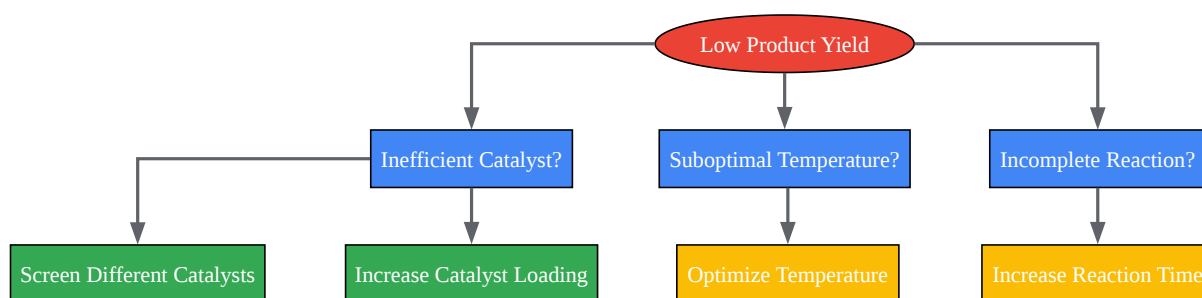 Low Product Yield
Inefficient Catalyst?
Suboptimal Temperature?
Incomplete Reaction?
Screen Different Catalysts
Increase Catalyst Loading
Optimize Temperature
Increase Reaction Time